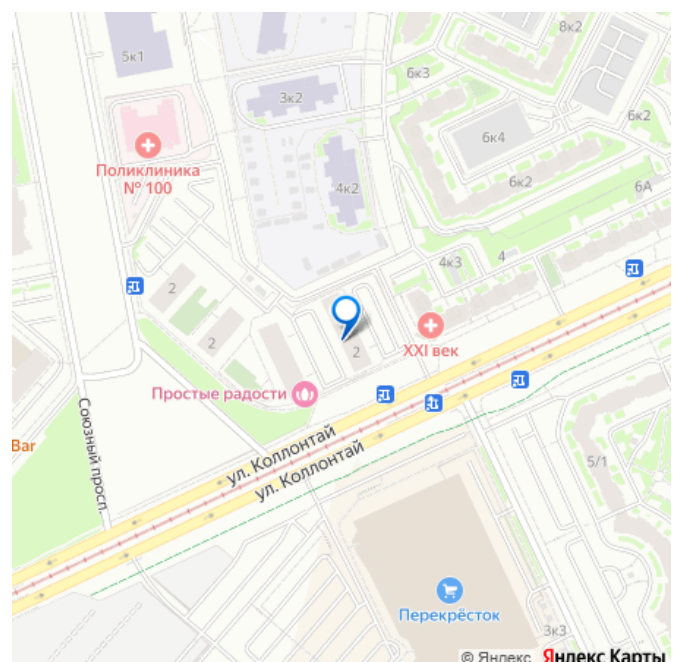 8к2
5к1
6к3
3к2
6к2
6к4
Поликлиника
№ 100
4к2
6к2
6А
4
4к3
2
2
XXI век
2
Простые радости
Bar
Союзный просп.
ул. Коллонтай
ул. Коллонтай
5/1
Перекрёсток
3к3
© Яндекс Яндекс Карты